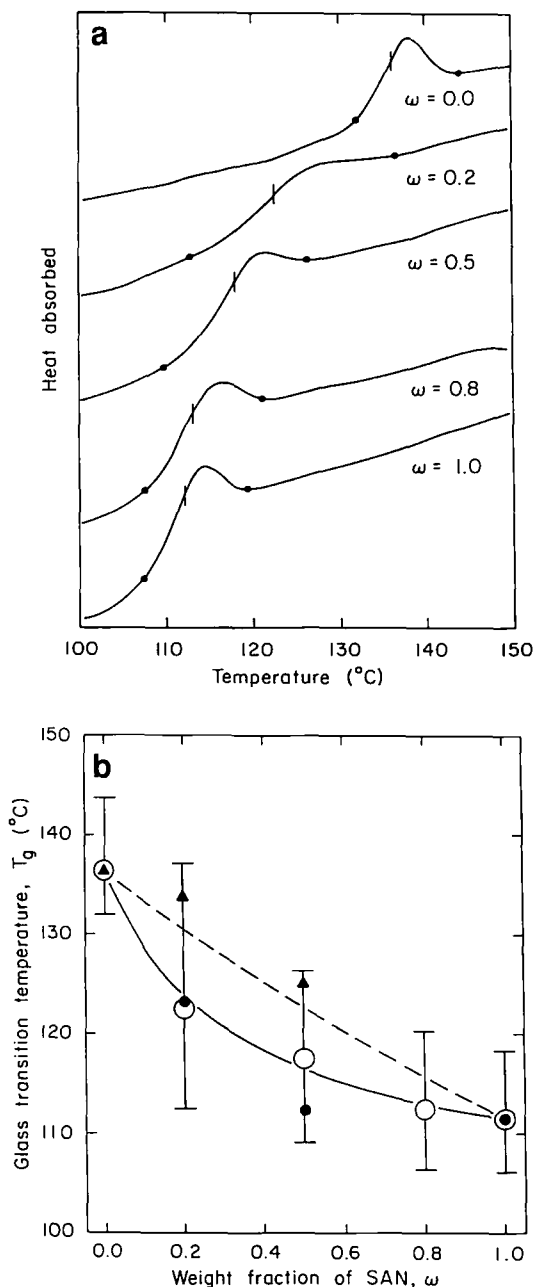 a
ω = 0.0
ω = 0.2
ω = 0.5
ω = 0.8
ω = 1.0
Heat absorbed
100 110 120 130 140 150
Temperature (°C)
b
150
140
130
120
110
100
Glass transition temperature, Tg (°C)
0.0 0.2 0.4 0.6 0.8 1.0
Weight fraction of SAN, ω